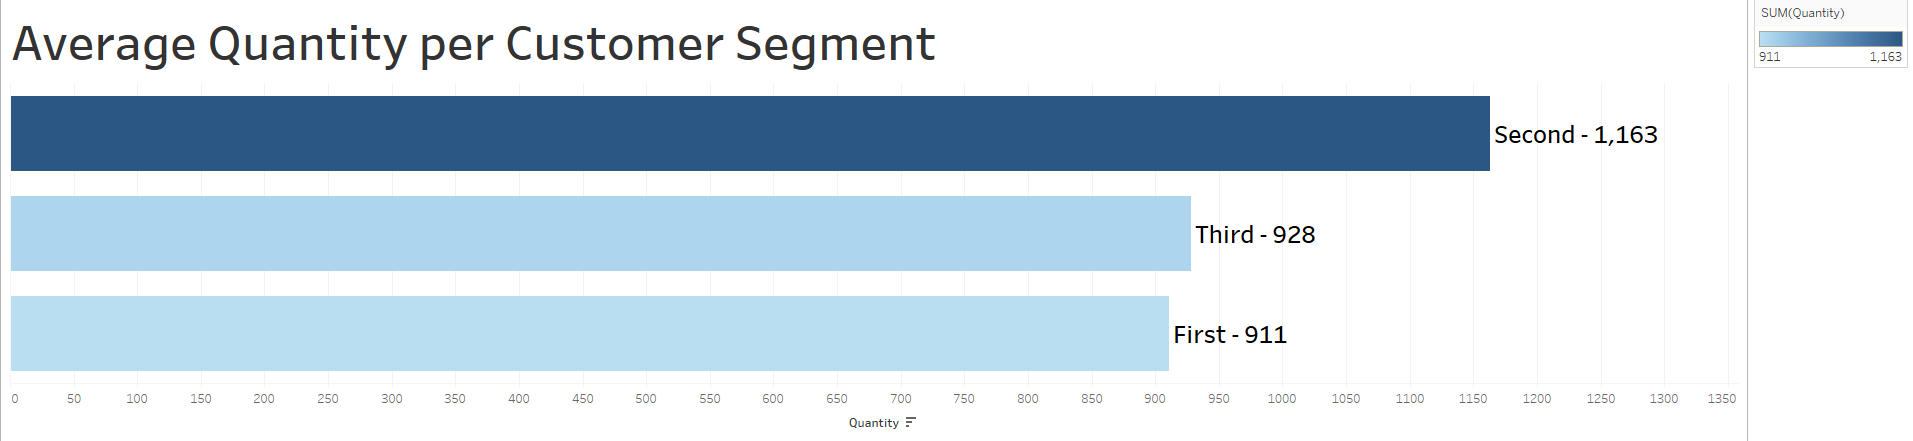 Average Quantity per Customer Segment
SUM(Quantity)
911 1,163
Second - 1,163
Third - 928
First - 911
0 50 100 150 200 250 300 350 400 450 500 550 600 650 700 750 800 850 900 950 1000 1050 1100 1150 1200 1250 1300 1350
Quantity